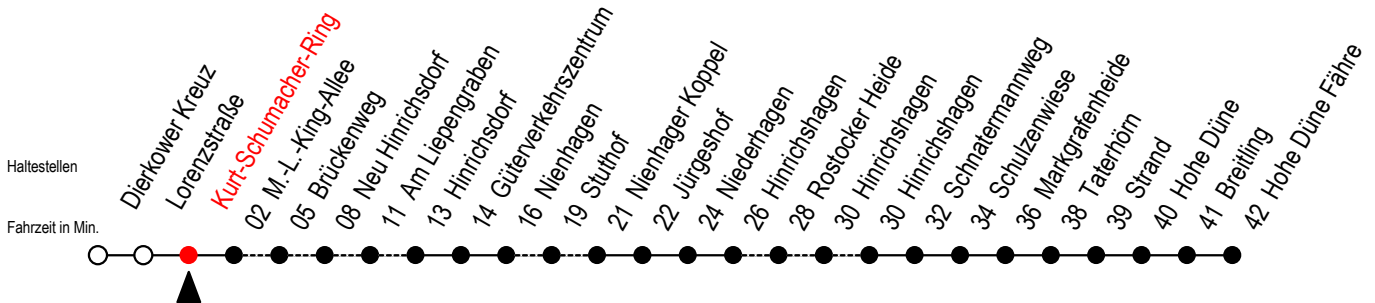 Haltestellen
Fahrzeit in Min.
Dierkower Kreuz
Lorenzstraße
Kurt-Schumacher-Ring
02 M.-L.-King-Allee
05 Brückenweg
08 Neu Hinrichsdorf
11 Am Liepengraben
13 Hinrichsdorf
14 Güterverkehrszentrum
16 Nienhagen
19 Stuthof
21 Nienhager Koppel
22 Jürgeshof
24 Niederhagen
26 Hinrichshagen
28 Rostocker Heide
30 Hinrichshagen
30 Hinrichshagen
32 Schnatermannweg
34 Schulzenwiese
36 Markgrafenheide
38 Taterhörn
39 Strand
40 Hohe Düne
41 Breitling
42 Hohe Düne Fähre